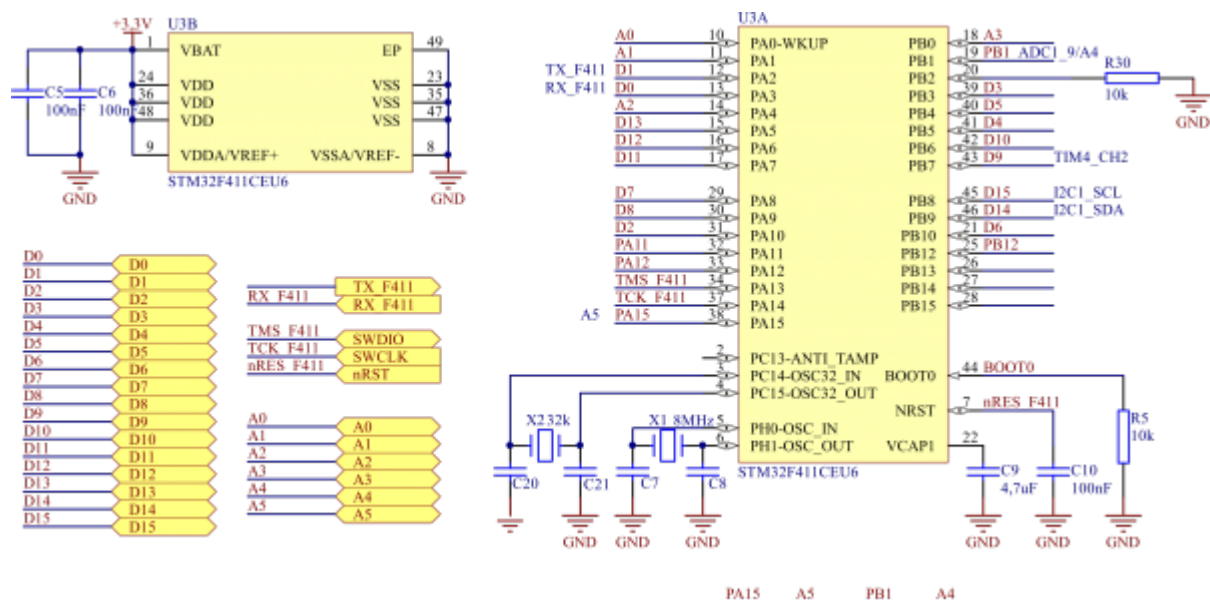 +3.3V
U3B
1 VBAT EP 49
24 VDD VSS 23
36 VDD VSS 35
48 VDD VSS 47
9 VDDA/VREF+ VSSA/VREF- 8
C5 100nF
C6 100nF
STM32F411CEU6
GND GND
U3A
A0 10 PA0-WKUP PB0 18 A3
A1 11 PA1 PB1 19 PB1 ADC1_9/A4
TX_F411 D1 12 PA2 PB2 20
RX_F411 D0 13 PA3 PB3 39 D3
A2 14 PA4 PB4 40 D5
D13 15 PA5 PB5 41 D4
D12 16 PA6 PB6 42 D10
D11 17 PA7 PB7 43 D9 TIM4_CH2
R30
10k
GND
D7 29 PA8 PB8 45 D15 I2C1_SCL
D8 30 PA9 PB9 46 D14 I2C1_SDA
D2 31 PA10 PB10 21 D6
PA11 32 PA11 PB12 25 PB12
PA12 33 PA12 PB13 26
TMS_F411 34 PA13 PB14 27
TCK_F411 37 PA14 PB15 28
A5 PA15 38 PA15
2 PC13-ANTI_TAMP
3 PC14-OSC32_IN BOOT0 44 BOOT0
4 PC15-OSC32_OUT
NRST 7 nRES_F411
5 PH0-OSC_IN
6 PH1-OSC_OUT VCAP1 22
STM32F411CEU6
X2 32k
X1 8MHz
C20 C21 C7 C8
C9 4,7uF
C10 100nF
R5 10k
GND GND GND GND GND GND
D0 D0
D1 D1
D2 D2
D3 D3
D4 D4
D5 D5
D6 D6
D7 D7
D8 D8
D9 D9
D10 D10
D11 D11
D12 D12
D13 D13
D14 D14
D15 D15
TX_F411
RX_F411 RX_F411
TMS_F411 SWDIO
TCK_F411 SWCLK
nRES_F411 nRST
A0 A0
A1 A1
A2 A2
A3 A3
A4 A4
A5 A5
PA15 A5 PB1 A4